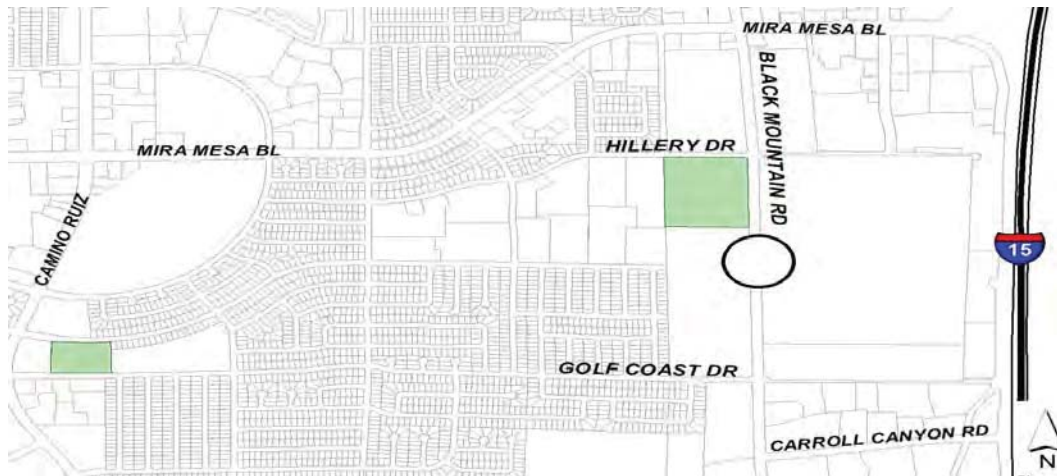 MIRA MESA BL
BLACK MOUNTAIN RD
HILLERY DR
MIRA MESA BL
CAMINO RUIZ
15
GOLF COAST DR
CARROLL CANYON RD
N